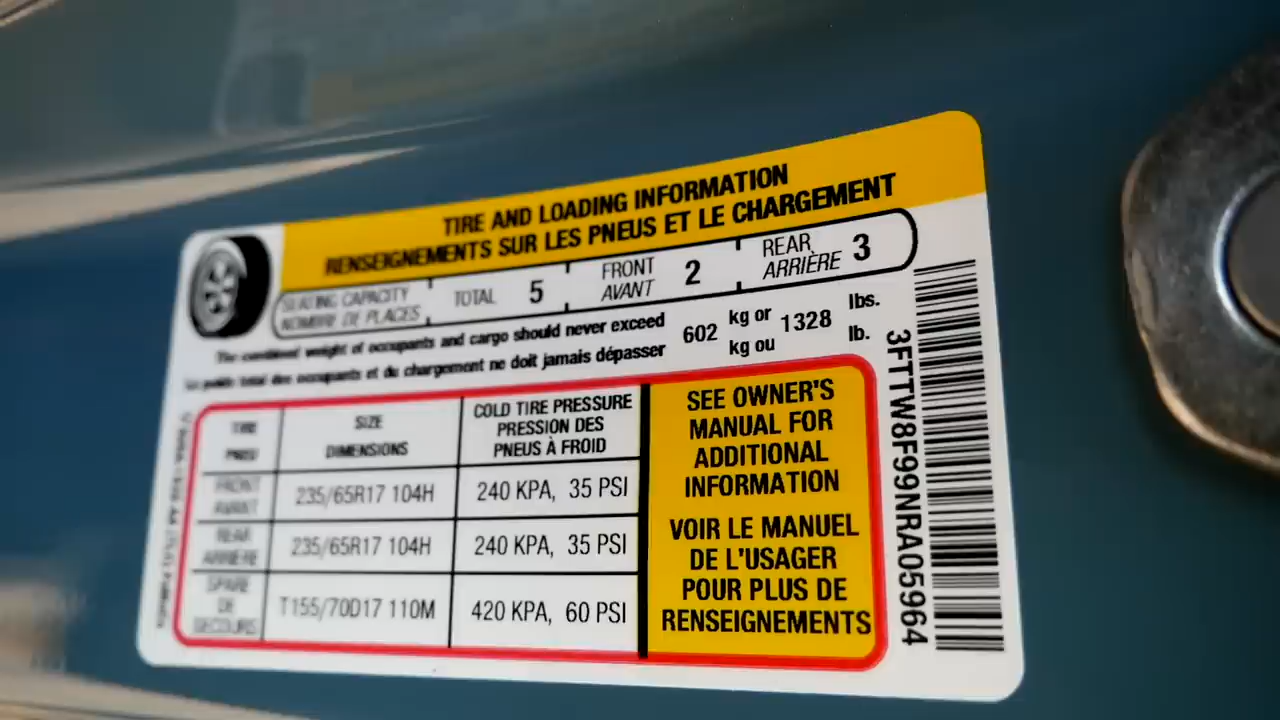 TIRE AND LOADING INFORMATION
RENSEIGNEMENTS SUR LES PNEUS ET LE CHARGEMENT
SEATING CAPACITY
NOMBRE DE PLACES
TOTAL 5
FRONT
AVANT
2
REAR
ARRIÈRE
3
The combined weight of occupants and cargo should never exceed
Le poids total des occupants et du chargement ne doit jamais dépasser
602
kg or
kg ou
1328
lbs.
lb.
TIRE
PNEU
SIZE
DIMENSIONS
COLD TIRE PRESSURE
PRESSION DES
PNEUS À FROID
FRONT
AVANT
235/65R17 104H
240 KPA, 35 PSI
REAR
ARRIÈRE
235/65R17 104H
240 KPA, 35 PSI
SPARE
DE
SECOURS
T155/70D17 110M
420 KPA, 60 PSI
SEE OWNER'S
MANUAL FOR
ADDITIONAL
INFORMATION
VOIR LE MANUEL
DE L'USAGER
POUR PLUS DE
RENSEIGNEMENTS
3FTTW8F99NRA05964